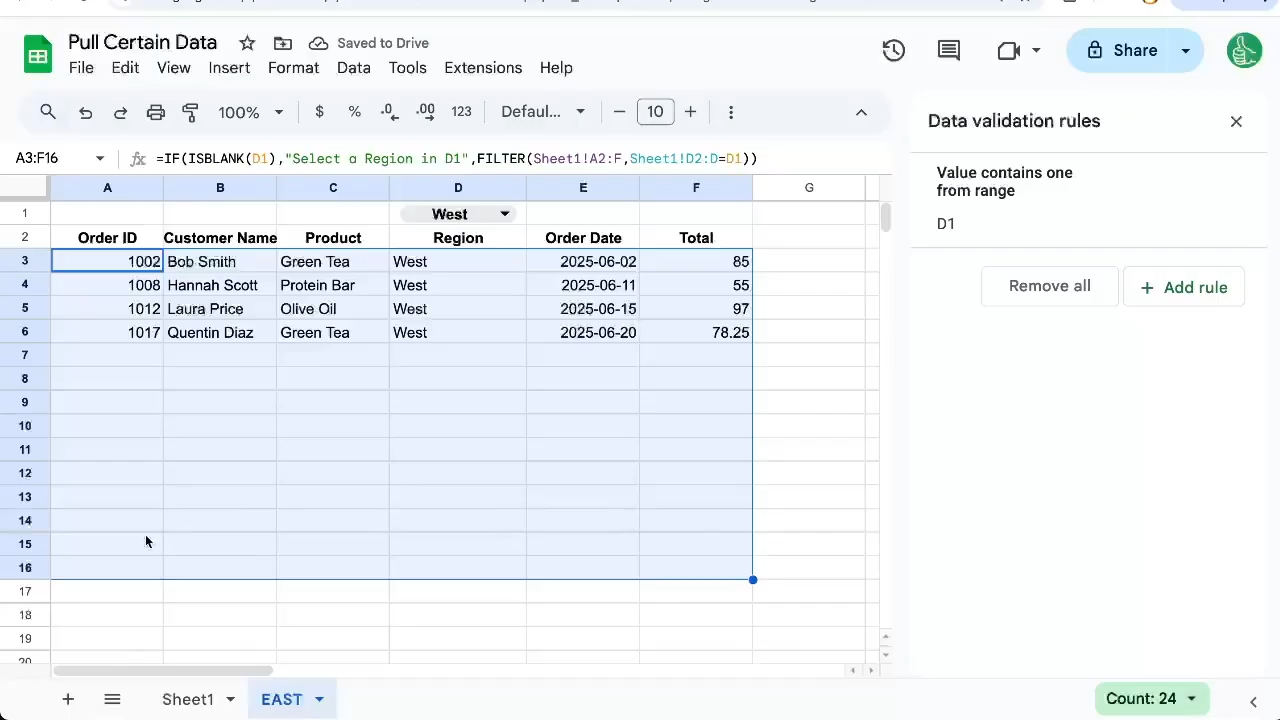 Pull Certain Data
Saved to Drive
File Edit View Insert Format Data Tools Extensions Help
Share
100% $ % .0 .00 123 Defaul... 10
A3:F16
fx =IF(ISBLANK(D1),"Select a Region in D1",FILTER(Sheet1!A2:F,Sheet1!D2:D=D1))
A B C D E F G
1 West
2 Order ID Customer Name Product Region Order Date Total
3 1002 Bob Smith Green Tea West 2025-06-02 85
4 1008 Hannah Scott Protein Bar West 2025-06-11 55
5 1012 Laura Price Olive Oil West 2025-06-15 97
6 1017 Quentin Diaz Green Tea West 2025-06-20 78.25
7
8
9
10
11
12
13
14
15
16
17
18
19
20
Data validation rules
Value contains one
from range
D1
Remove all
+ Add rule
Sheet1 EAST
Count: 24